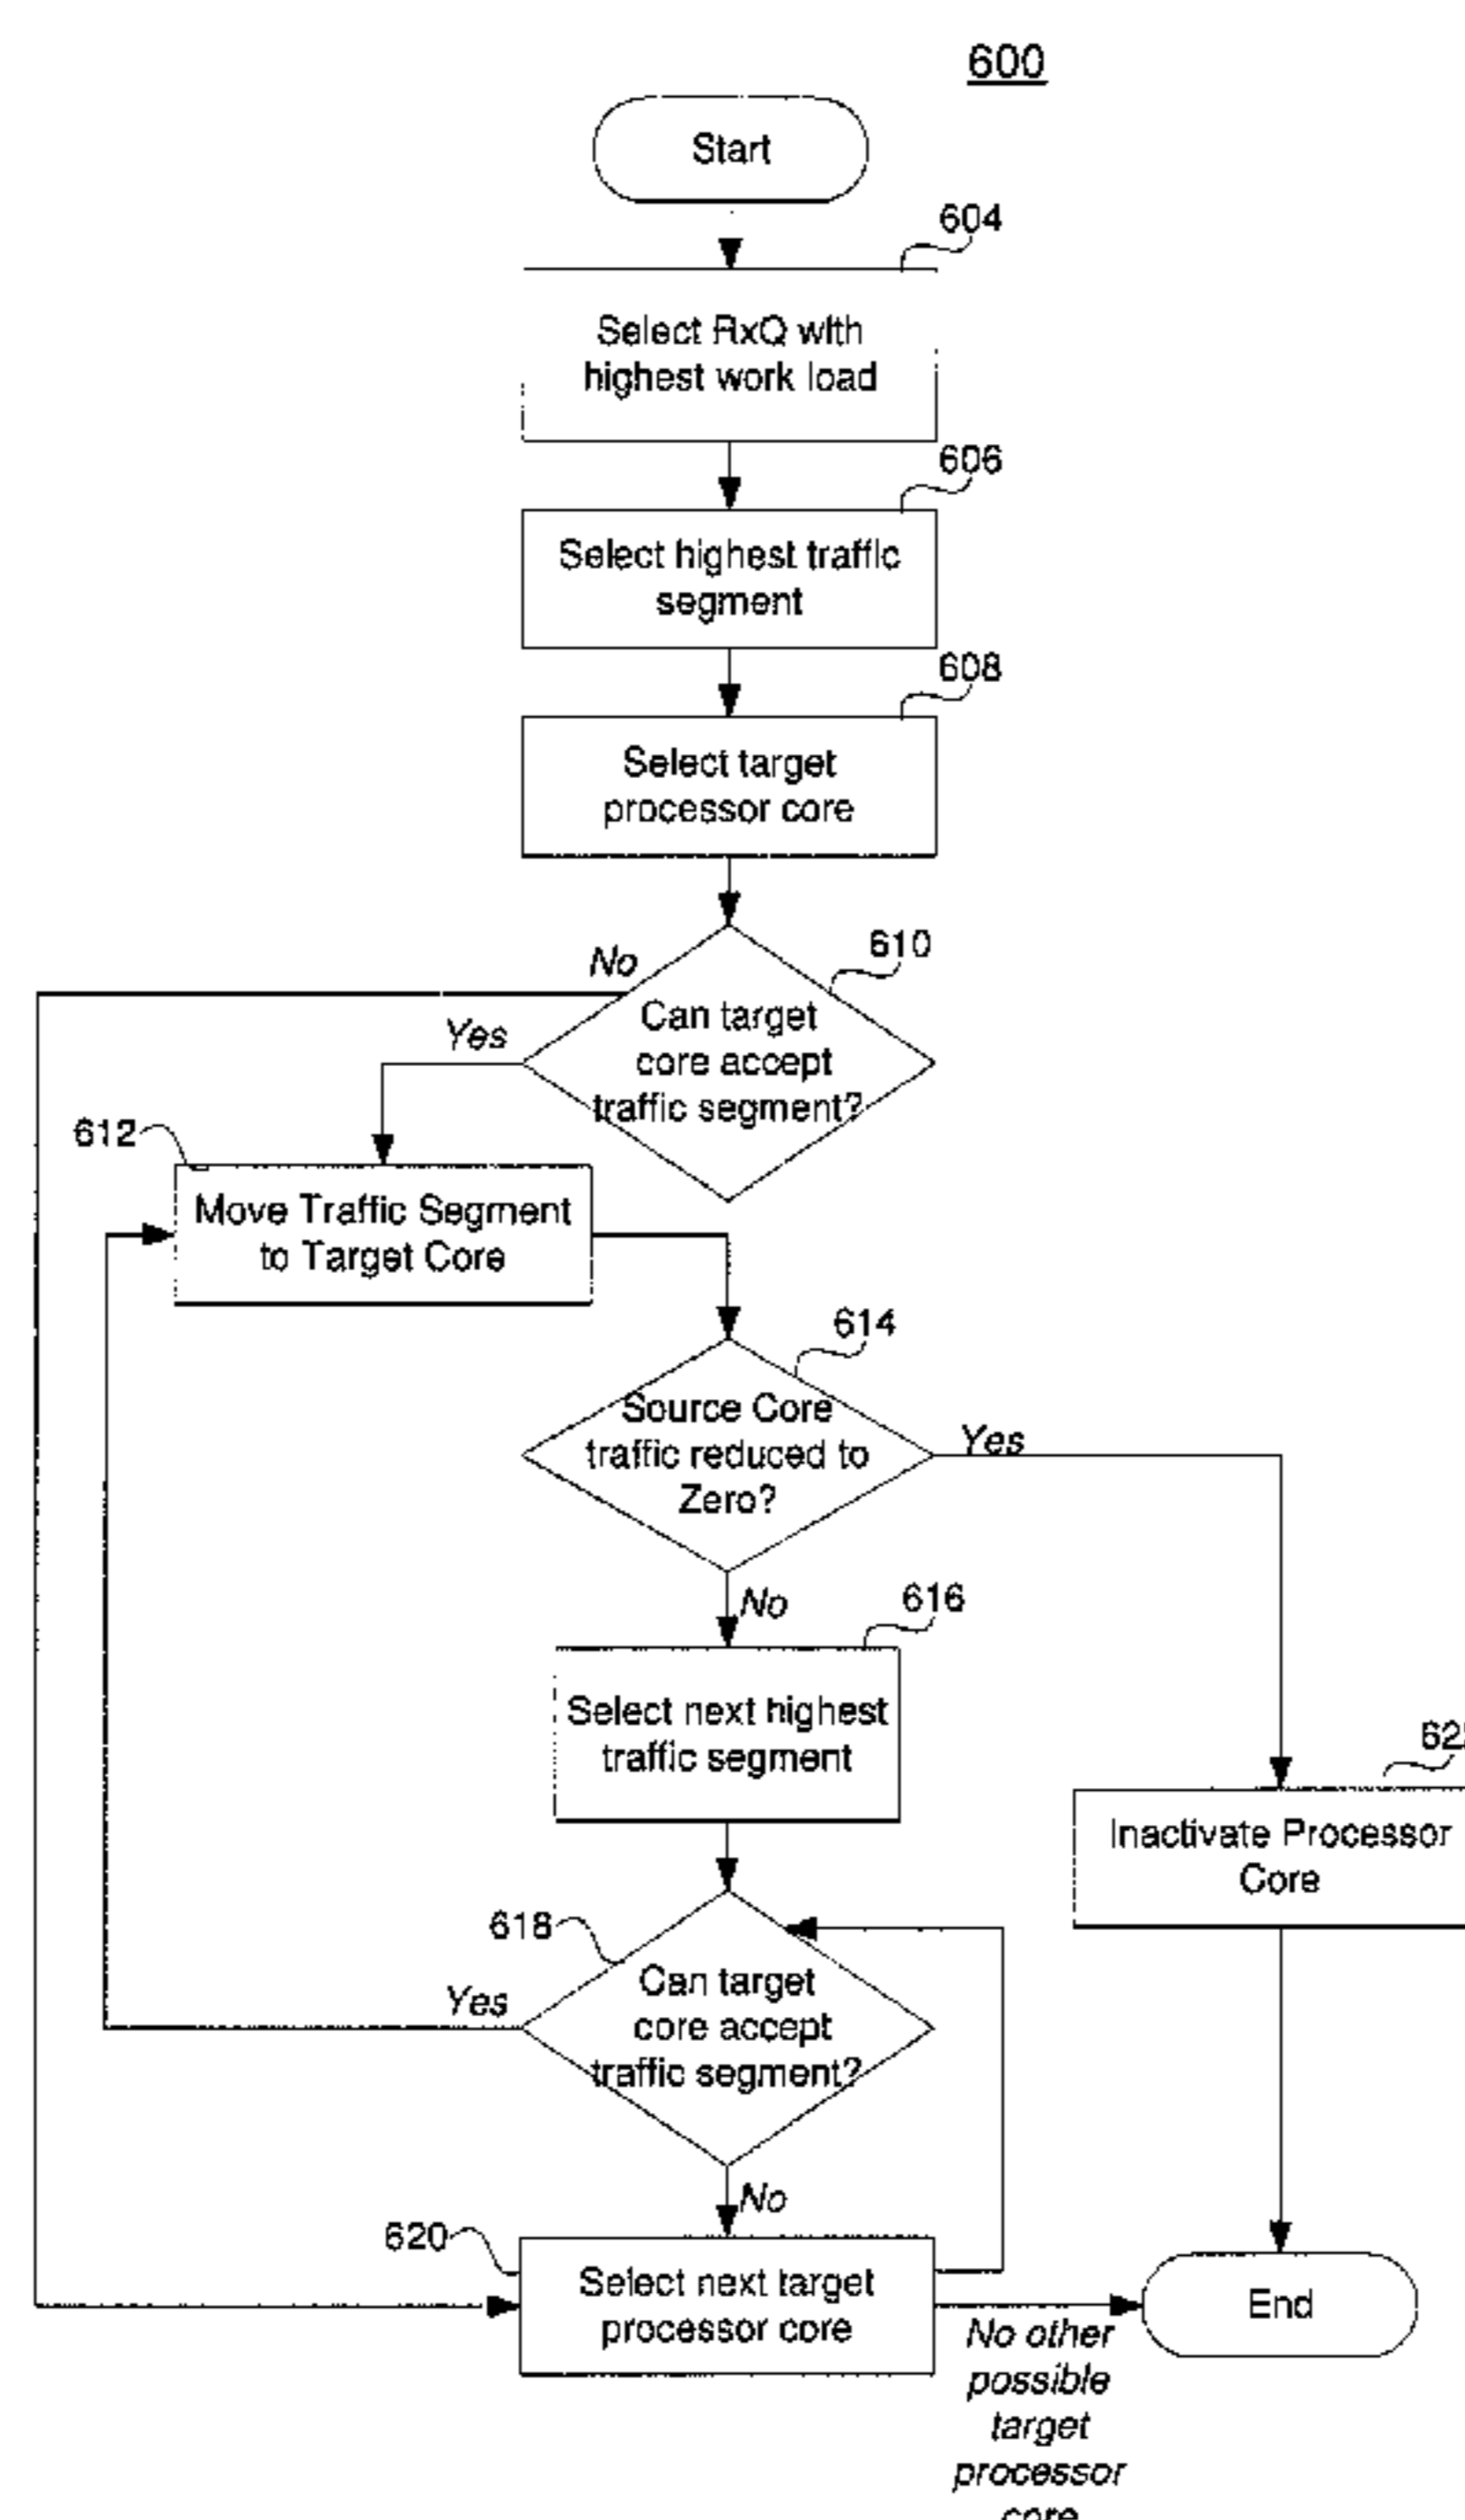 600
Start
604
Select RxQ with
highest work load
606
Select highest traffic
segment
608
Select target
processor core
610
No
Can target
core accept
traffic segment?
Yes
612
Move Traffic Segment
to Target Core
614
Source Core
traffic reduced to
Zero?
Yes
No
616
Select next highest
traffic segment
Inactivate Processor
Core
618
Can target
core accept
traffic segment?
Yes
No
620
Select next target
processor core
End
No other
possible
target
processor
core